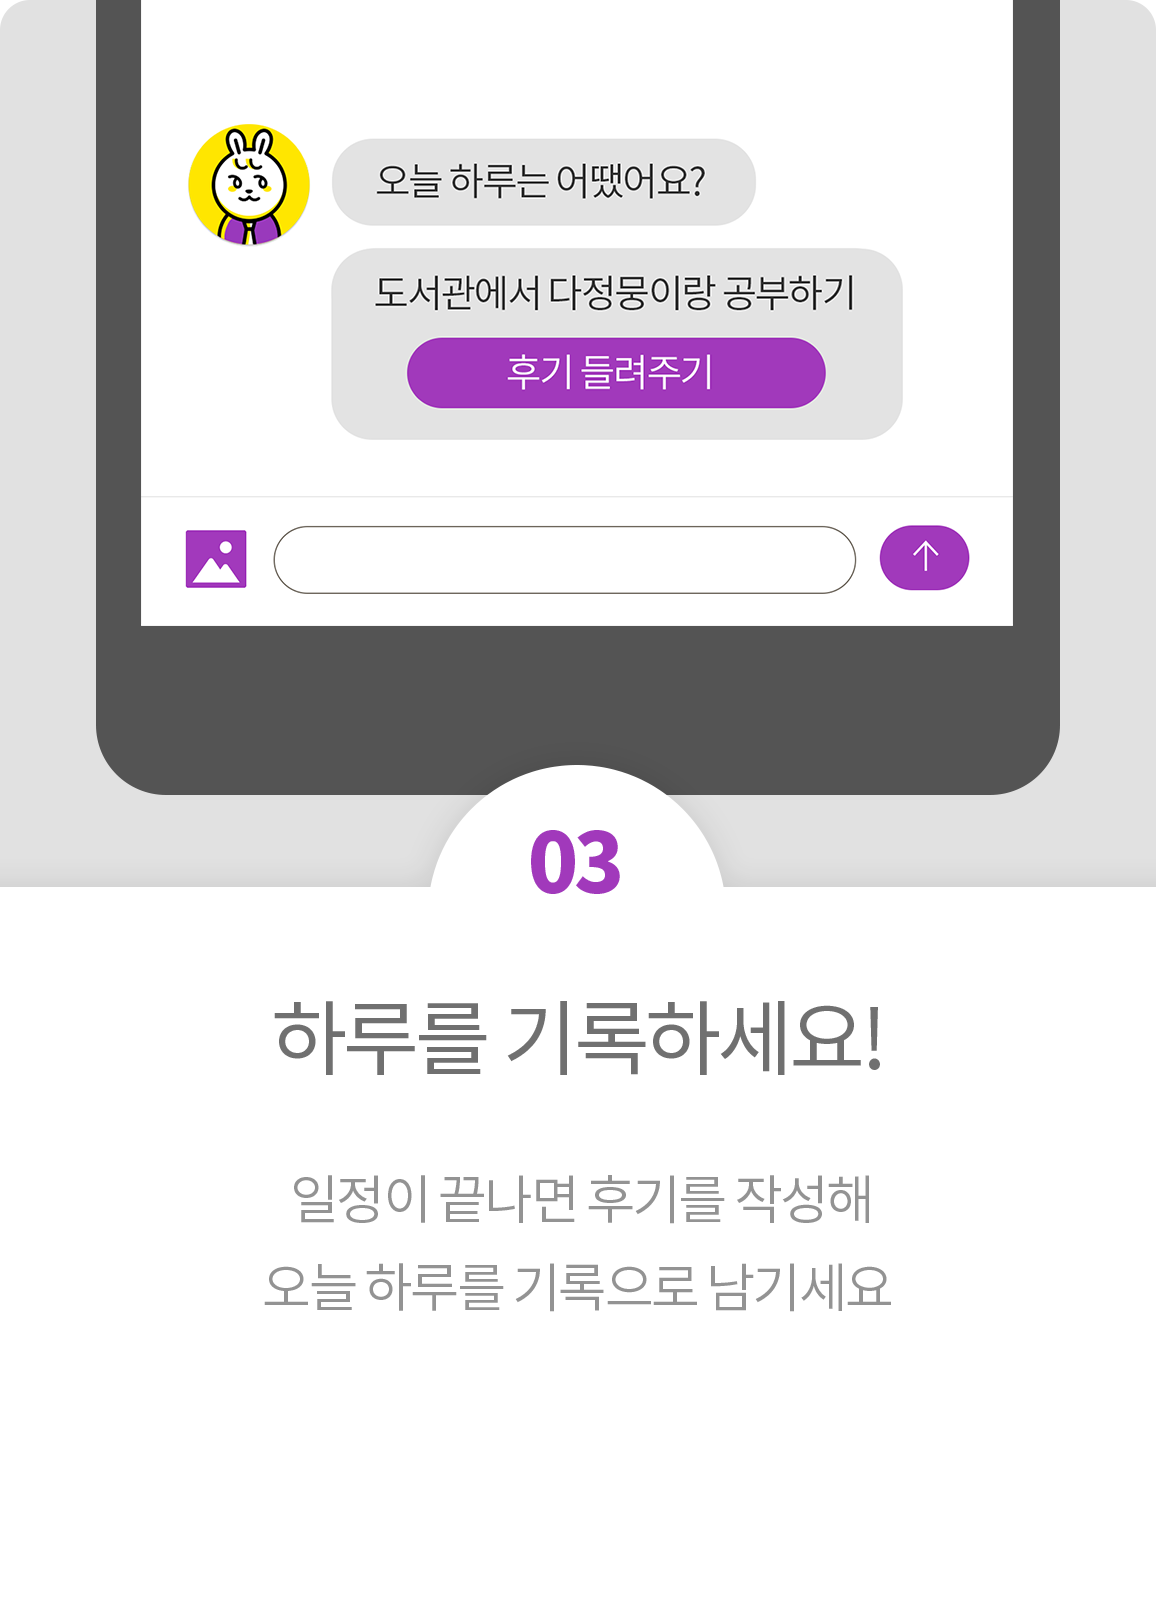 오늘 하루는 어땠어요?
도서관에서 다정뭉이랑 공부하기
후기 들려주기
03
하루를 기록하세요!
일정이 끝나면 후기를 작성해
오늘 하루를 기록으로 남기세요